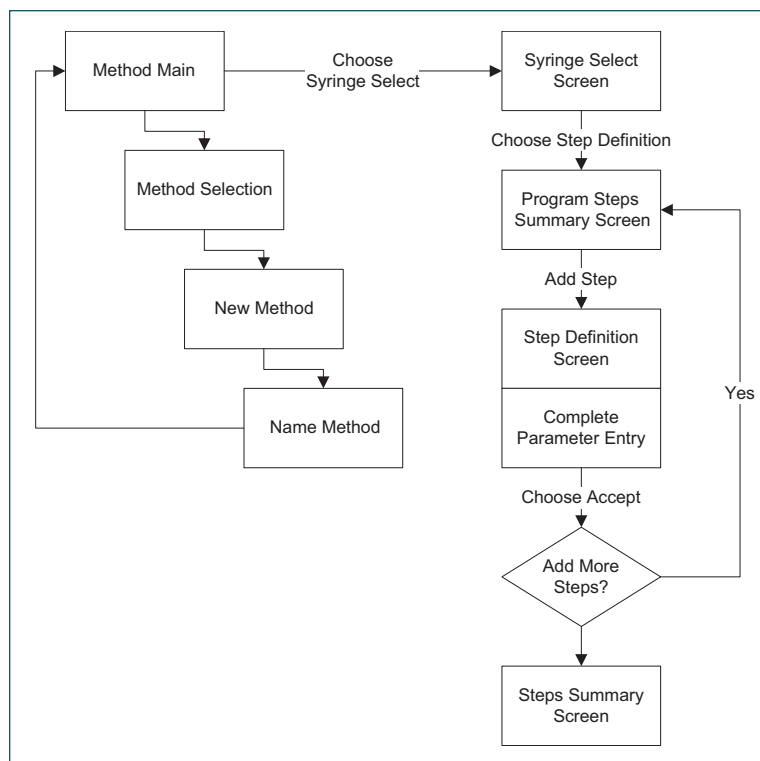 Method Main
Choose
Syringe Select
Syringe Select
Screen
Method Selection
New Method
Name Method
Choose Step Definition
Program Steps
Summary Screen
Add Step
Step Definition
Screen
Complete
Parameter Entry
Choose Accept
Add More
Steps?
Yes
Steps Summary
Screen